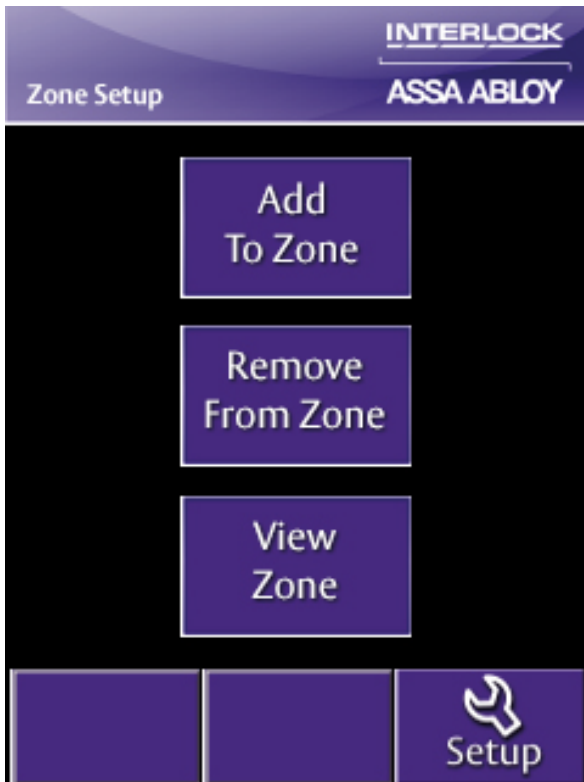 INTERLOCK
Zone Setup
ASSA ABLOY
Add
To Zone
Remove
From Zone
View
Zone
Setup